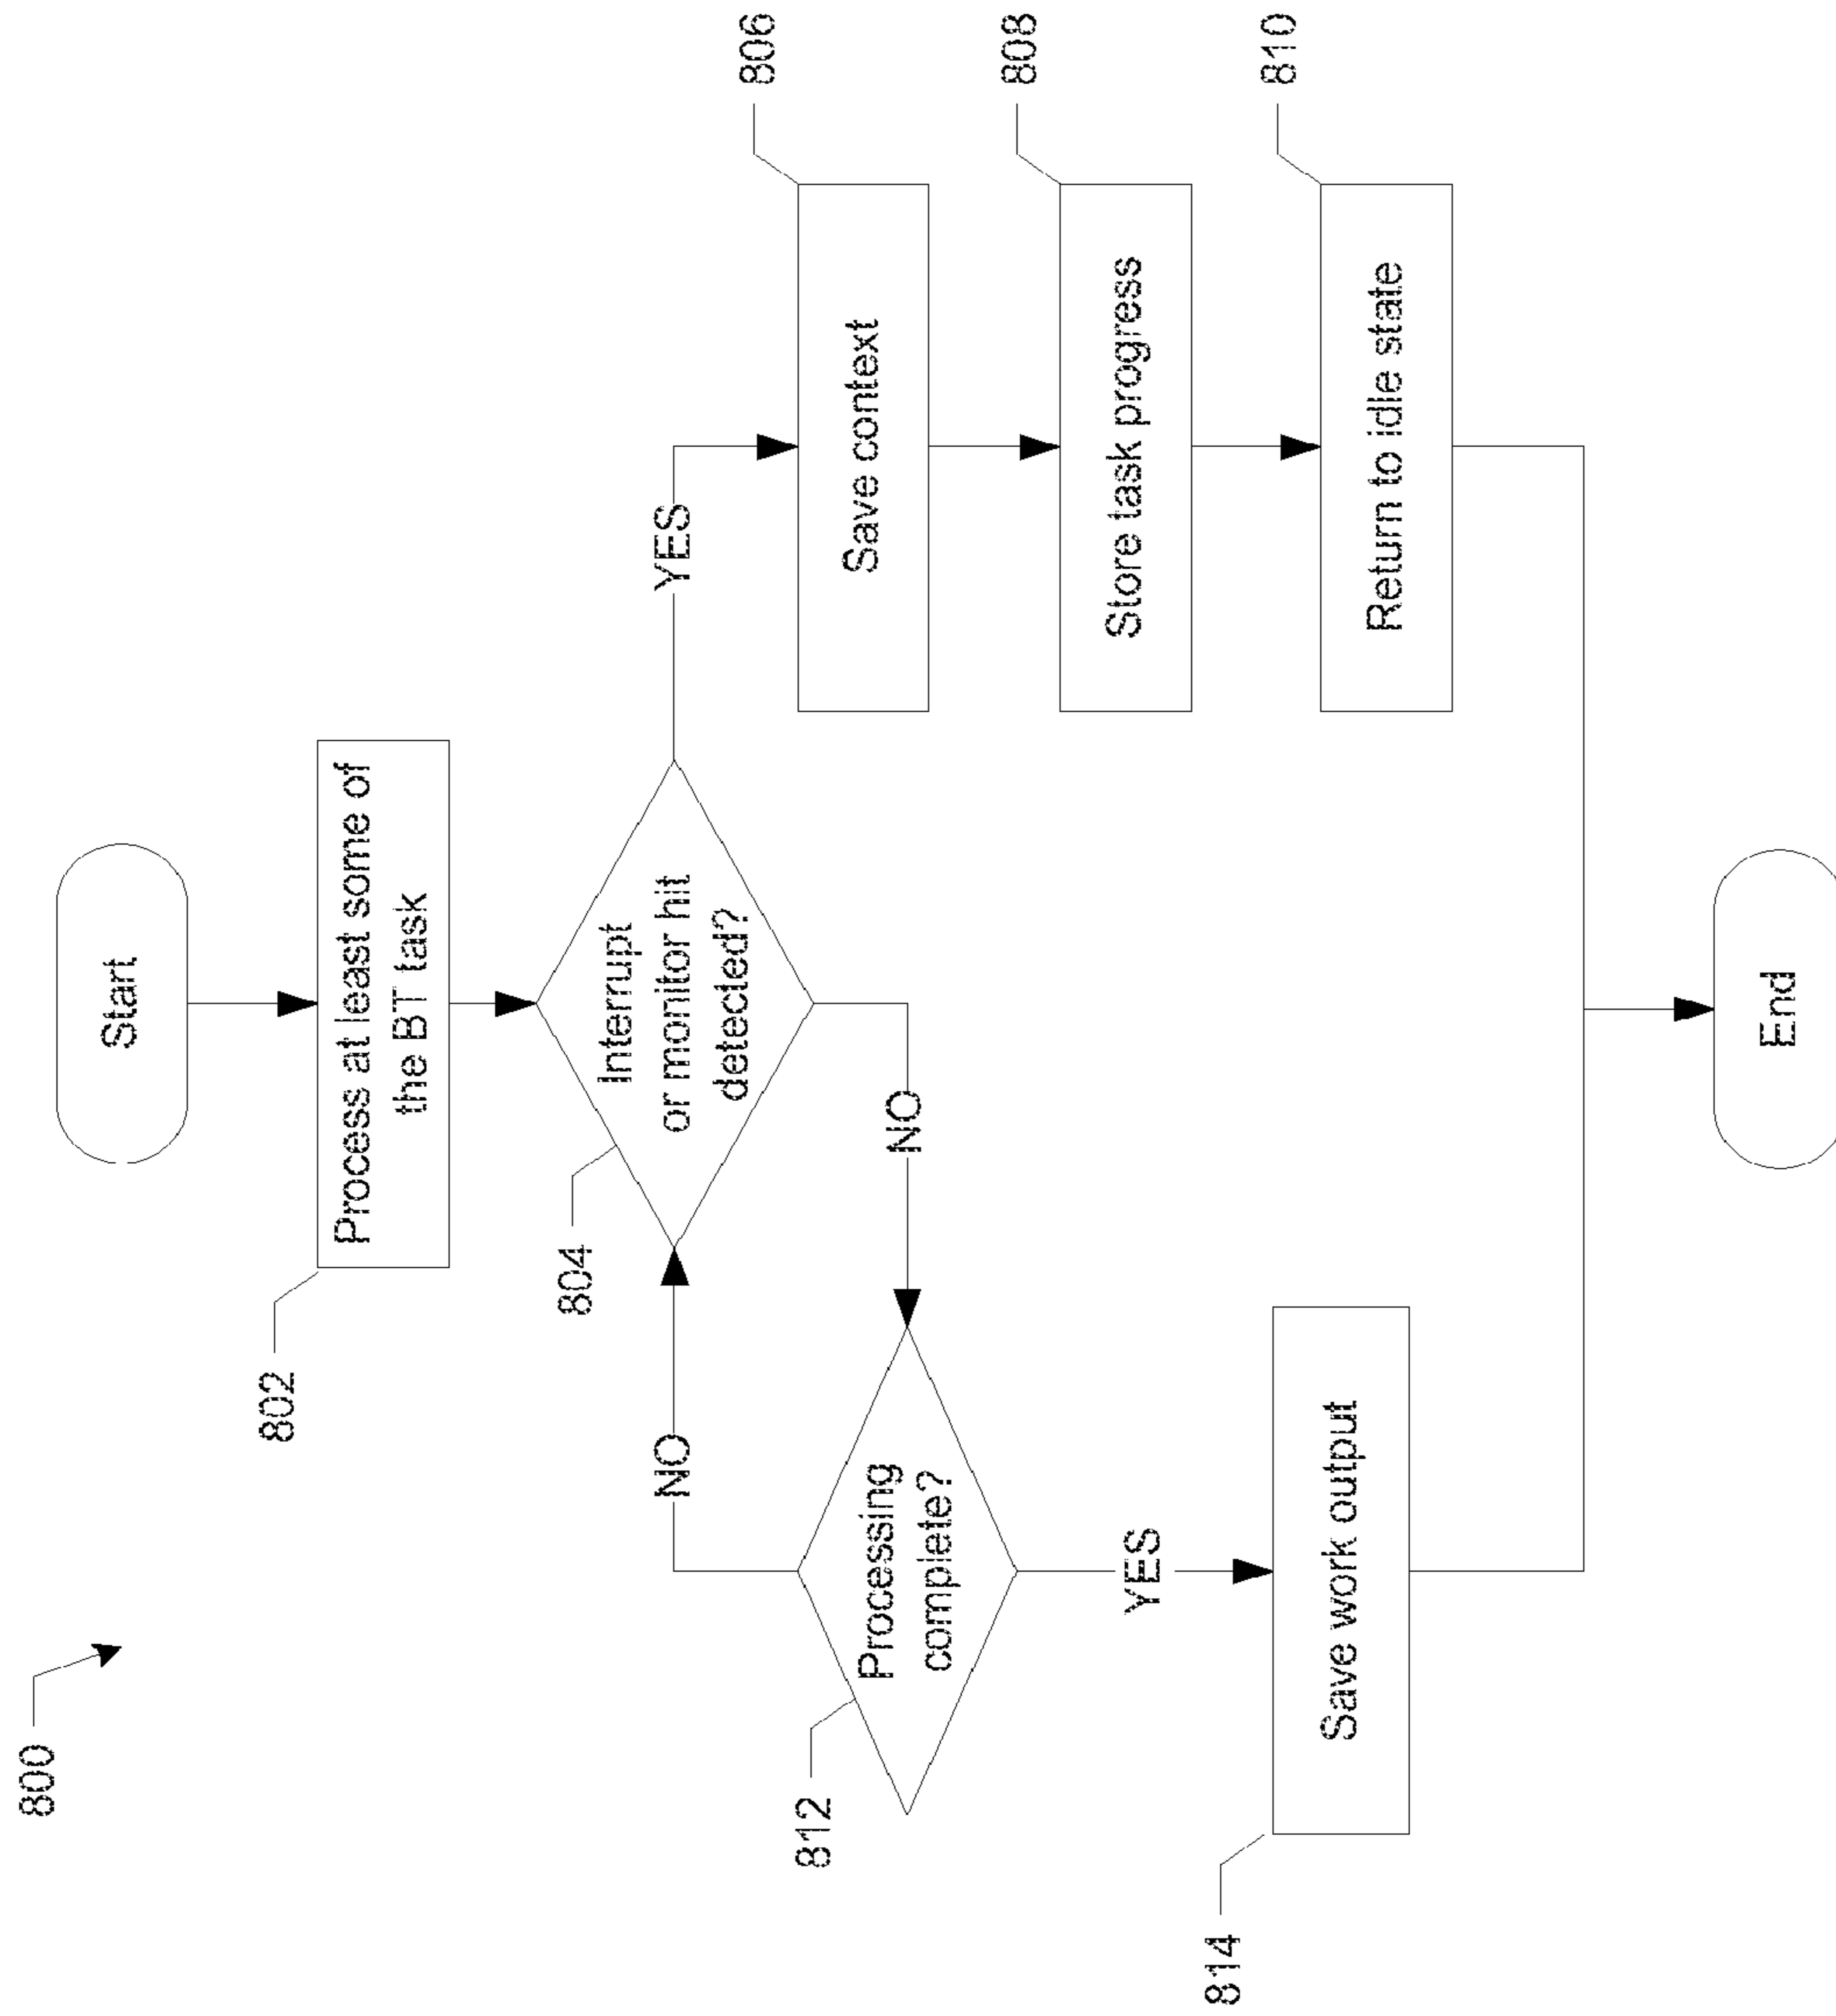 800
Start
802
Process at least some of
the BT task
804
Interrupt
or monitor hit
detected?
YES
NO
NO
806
Save context
812
Processing
complete?
808
Store task progress
YES
810
Return to idle state
814
Save work output
End